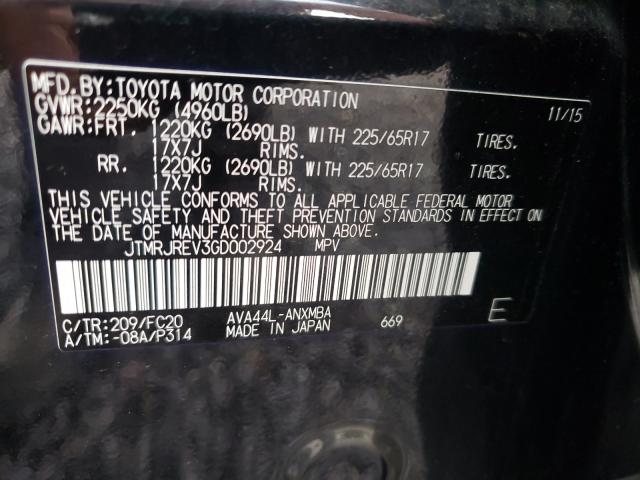 MFD.BY:TOYOTA MOTOR CORPORATION 11/15
GVWR:2250KG (4960LB)
GAWR:FRT. 1220KG (2690LB) WITH 225/65R17 TIRES.
17X7J RIMS.
RR. 1220KG (2690LB) WITH 225/65R17 TIRES.
17X7J RIMS.
THIS VEHICLE CONFORMS TO ALL APPLICABLE FEDERAL MOTOR
VEHICLE SAFETY AND THEFT PREVENTION STANDARDS IN EFFECT ON
THE DATE OF MANUFACTURE SHOWN ABOVE.
JTMRJREV3GD002924 MPV
C/TR:209/FC20 AVA44L-ANXMBA E
A/TM:-08A/P314 MADE IN JAPAN 669